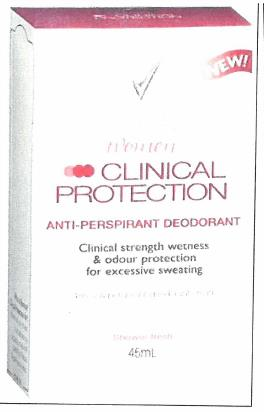 NEW!
women
CLINICAL
PROTECTION
ANTI-PERSPIRANT DEODORANT
Clinical strength wetness
& odour protection
for excessive sweating
Shower fresh
45mL